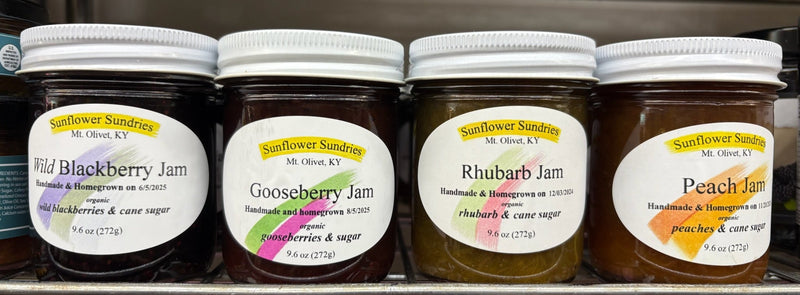 Sunflower Sundries
Mt. Olivet, KY
Wild Blackberry Jam
Handmade & Homegrown on 6/5/2025
organic
wild blackberries & cane sugar
9.6 oz (272g)
Sunflower Sundries
Mt. Olivet, KY
Gooseberry Jam
Handmade and homegrown 8/5/2025
organic
gooseberries & sugar
9.6 oz (272g)
Sunflower Sundries
Mt. Olivet, KY
Rhubarb Jam
Handmade & Homegrown on 12/03/2024
organic
rhubarb & cane sugar
9.6 oz (272g)
Sunflower Sundries
Mt. Olivet, KY
Peach Jam
Handmade & Homegrown on
organic
peaches & cane sugar
9.6 oz (272g)